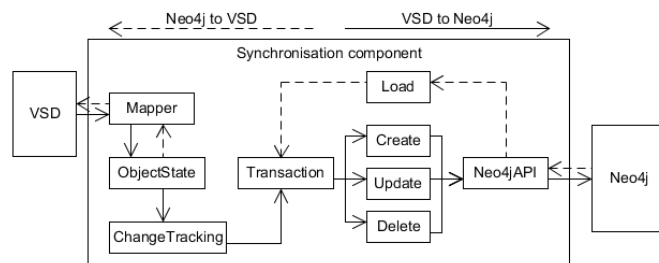 Neo4j to VSD
VSD to Neo4j
Synchronisation component
VSD
Mapper
Load
ObjectState
Transaction
Create
Update
Delete
Neo4jAPI
Neo4j
ChangeTracking